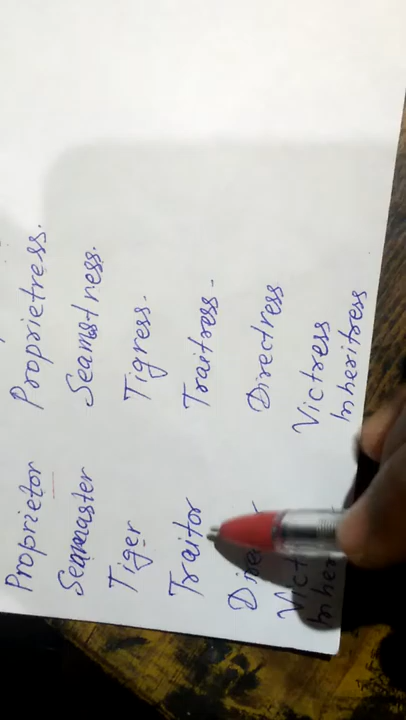 Proprietor Proprietress.
Seamaster Seamstress.
Tiger Tigress.
Traitor Traitress.
Directress
Victress
Inheritress